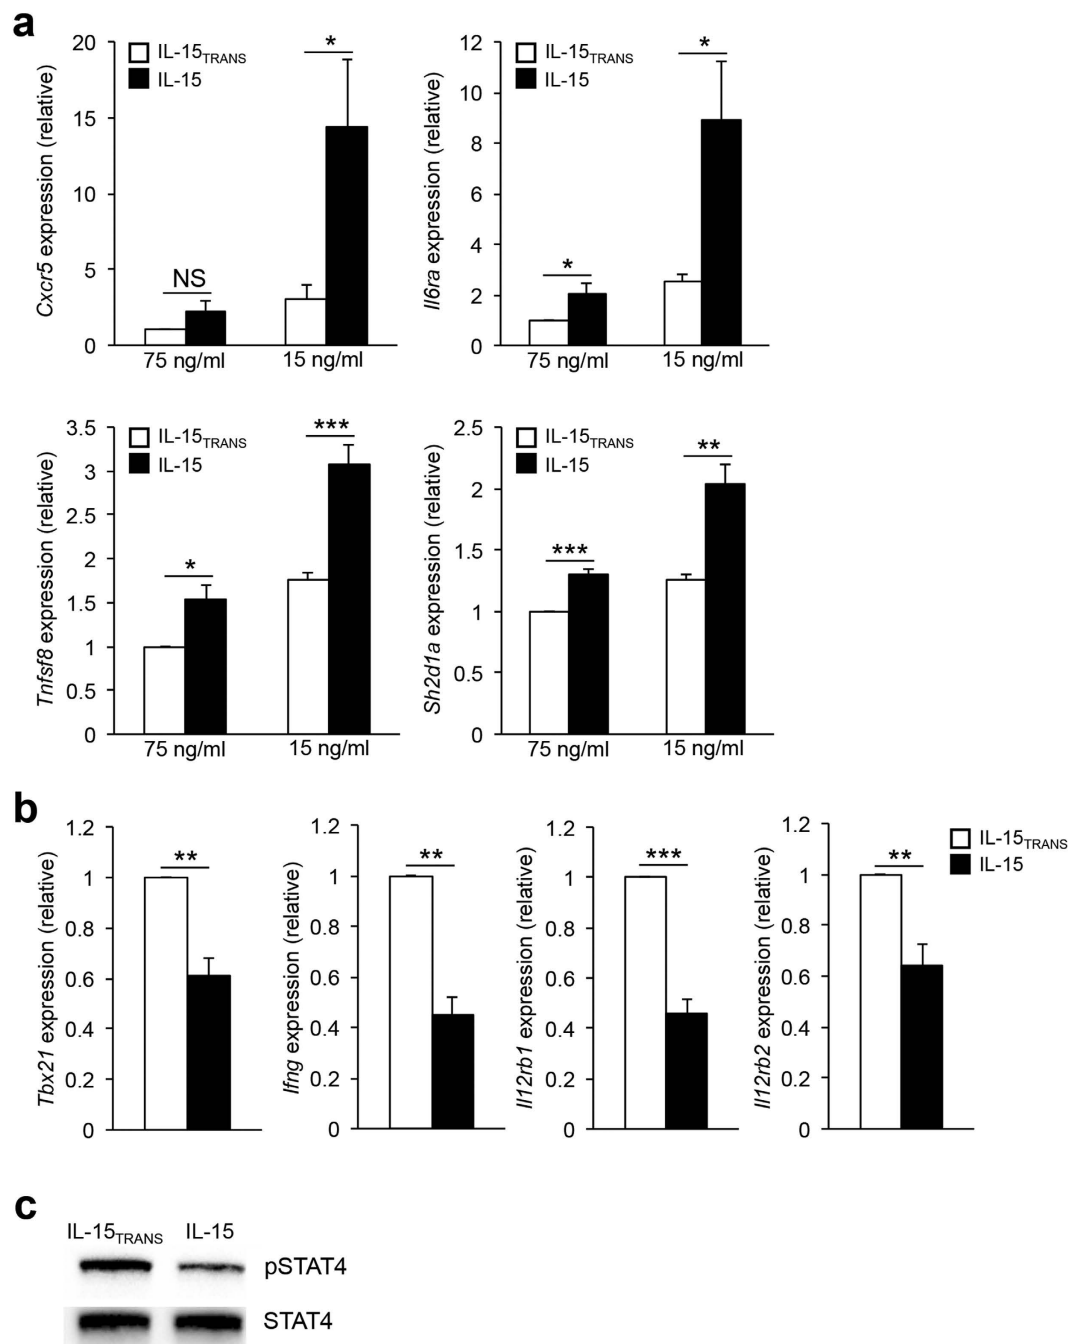 a
Cxcr5 expression (relative)
20
15
10
5
0
IL-15TRANS
IL-15
NS
*
75 ng/ml
15 ng/ml
Il6ra expression (relative)
12
10
8
6
4
2
0
IL-15TRANS
IL-15
*
*
75 ng/ml
15 ng/ml
Tnfsf8 expression (relative)
3.5
3
2.5
2
1.5
1
0.5
0
IL-15TRANS
IL-15
*
***
75 ng/ml
15 ng/ml
Sh2d1a expression (relative)
2.5
2
1.5
1
0.5
0
IL-15TRANS
IL-15
***
**
75 ng/ml
15 ng/ml
b
Tbx21 expression (relative)
1.2
1
0.8
0.6
0.4
0.2
0
**
Ifng expression (relative)
1.2
1
0.8
0.6
0.4
0.2
0
**
Il12rb1 expression (relative)
1.2
1
0.8
0.6
0.4
0.2
0
***
Il12rb2 expression (relative)
1.2
1
0.8
0.6
0.4
0.2
0
**
IL-15TRANS
IL-15
c
IL-15TRANS IL-15
pSTAT4
STAT4